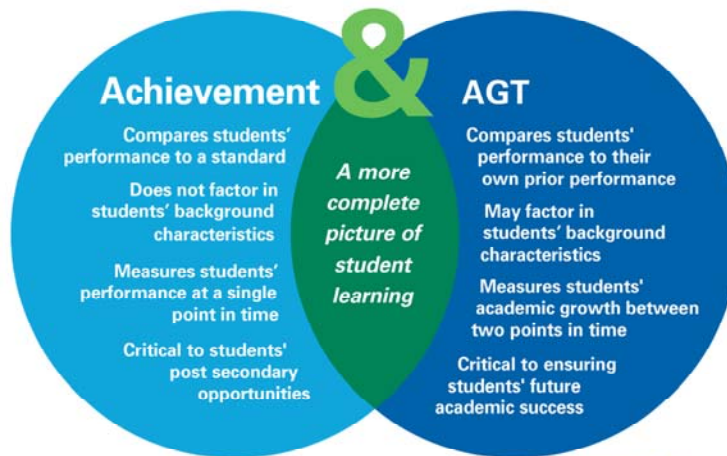 &
Achievement
Compares students'
performance to a standard
Does not factor in
students' background
characteristics
Measures students'
performance at a single
point in time
Critical to students'
post secondary
opportunities
A more
complete
picture of
student
learning
AGT
Compares students'
performance to their
own prior performance
May factor in
students' background
characteristics
Measures students'
academic growth between
two points in time
Critical to ensuring
students' future
academic success